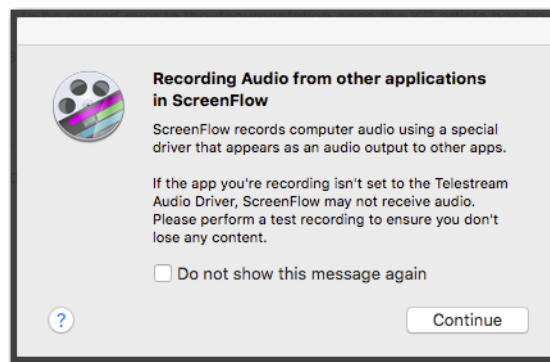 Recording Audio from other applications
in ScreenFlow
ScreenFlow records computer audio using a special
driver that appears as an audio output to other apps.
If the app you're recording isn't set to the Telestream
Audio Driver, ScreenFlow may not receive audio.
Please perform a test recording to ensure you don't
lose any content.
Do not show this message again
?
Continue